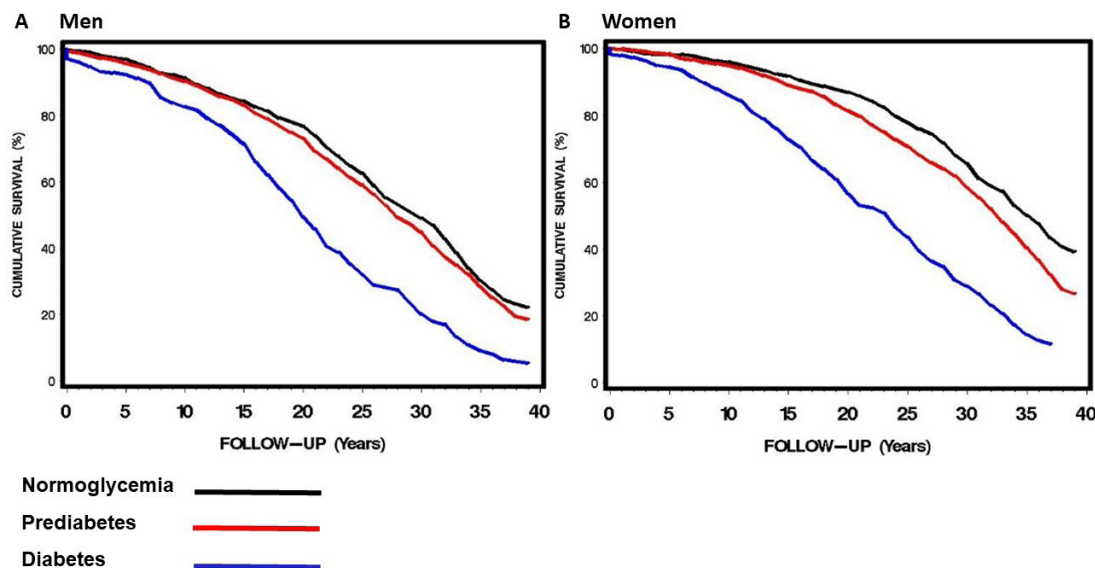 A Men
B Women
CUMULATIVE SURVIVAL (%)
100
80
60
40
20
0
0 5 10 15 20 25 30 35 40
FOLLOW—UP (Years)
CUMULATIVE SURVIVAL (%)
100
80
60
40
20
0
0 5 10 15 20 25 30 35 40
FOLLOW—UP (Years)
Normoglycemia
Prediabetes
Diabetes